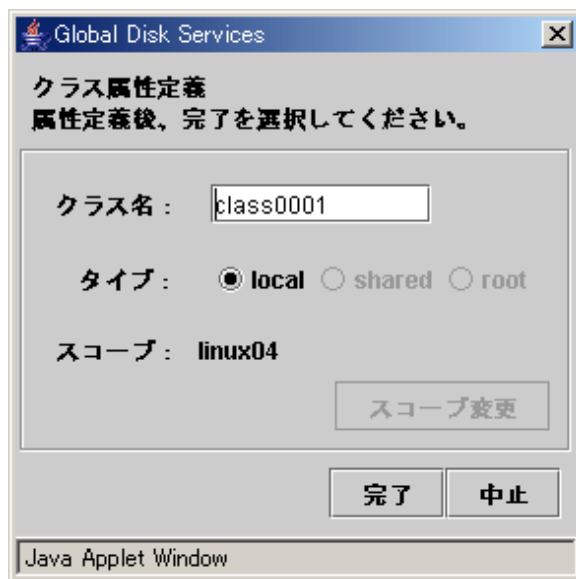 Global Disk Services
クラス属性定義
属性定義後、完了を選択してください。
クラス名： class0001
タイプ： local shared root
スコープ： linux04
スコープ変更
完了 中止
Java Applet Window